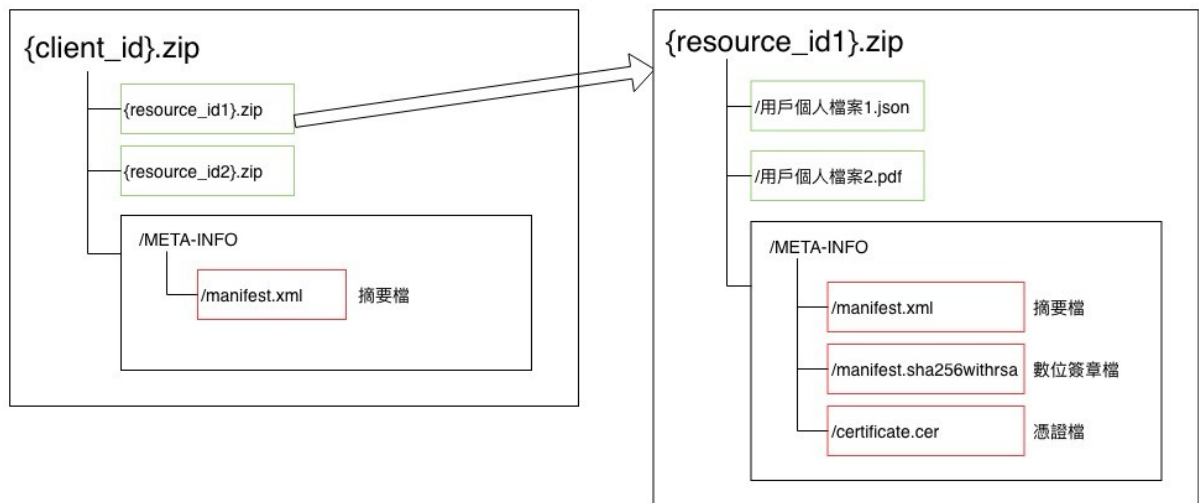 {client_id}.zip
{resource_id1}.zip
{resource_id2}.zip
/META-INFO
/manifest.xml
摘要檔
{resource_id1}.zip
/用戶個人檔案1.json
/用戶個人檔案2.pdf
/META-INFO
/manifest.xml
摘要檔
/manifest.sha256withrsa
數位簽章檔
/certificate.cer
憑證檔